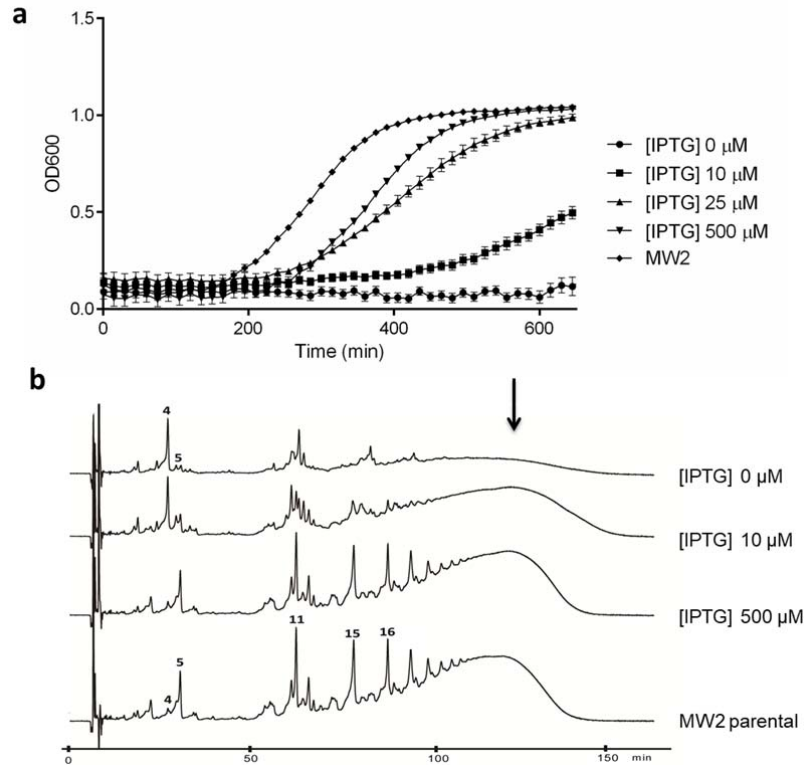 a
1.5
1.0
0.5
0.0
OD600
0 200 400 600
Time (min)
[IPTG] 0 μM
[IPTG] 10 μM
[IPTG] 25 μM
[IPTG] 500 μM
MW2
b
4
5
[IPTG] 0 μM
[IPTG] 10 μM
[IPTG] 500 μM
11
15
16
5
4
MW2 parental
0 50 100 150 min